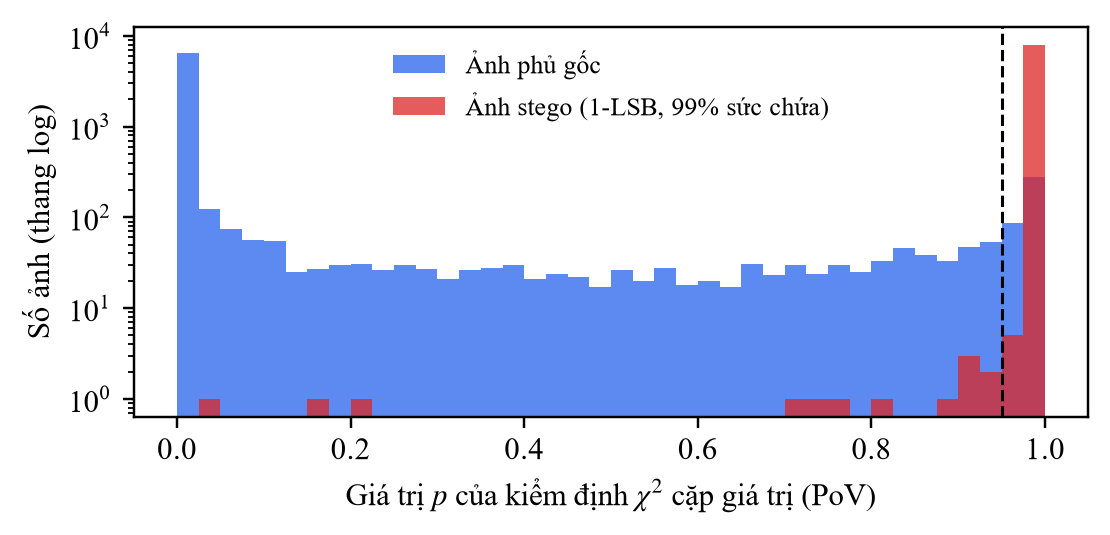 Số ảnh (thang log)
10⁴
10³
10²
10¹
10⁰
Ảnh phủ gốc
Ảnh stego (1-LSB, 99% sức chứa)
0.0 0.2 0.4 0.6 0.8 1.0
Giá trị p của kiểm định χ² cặp giá trị (PoV)